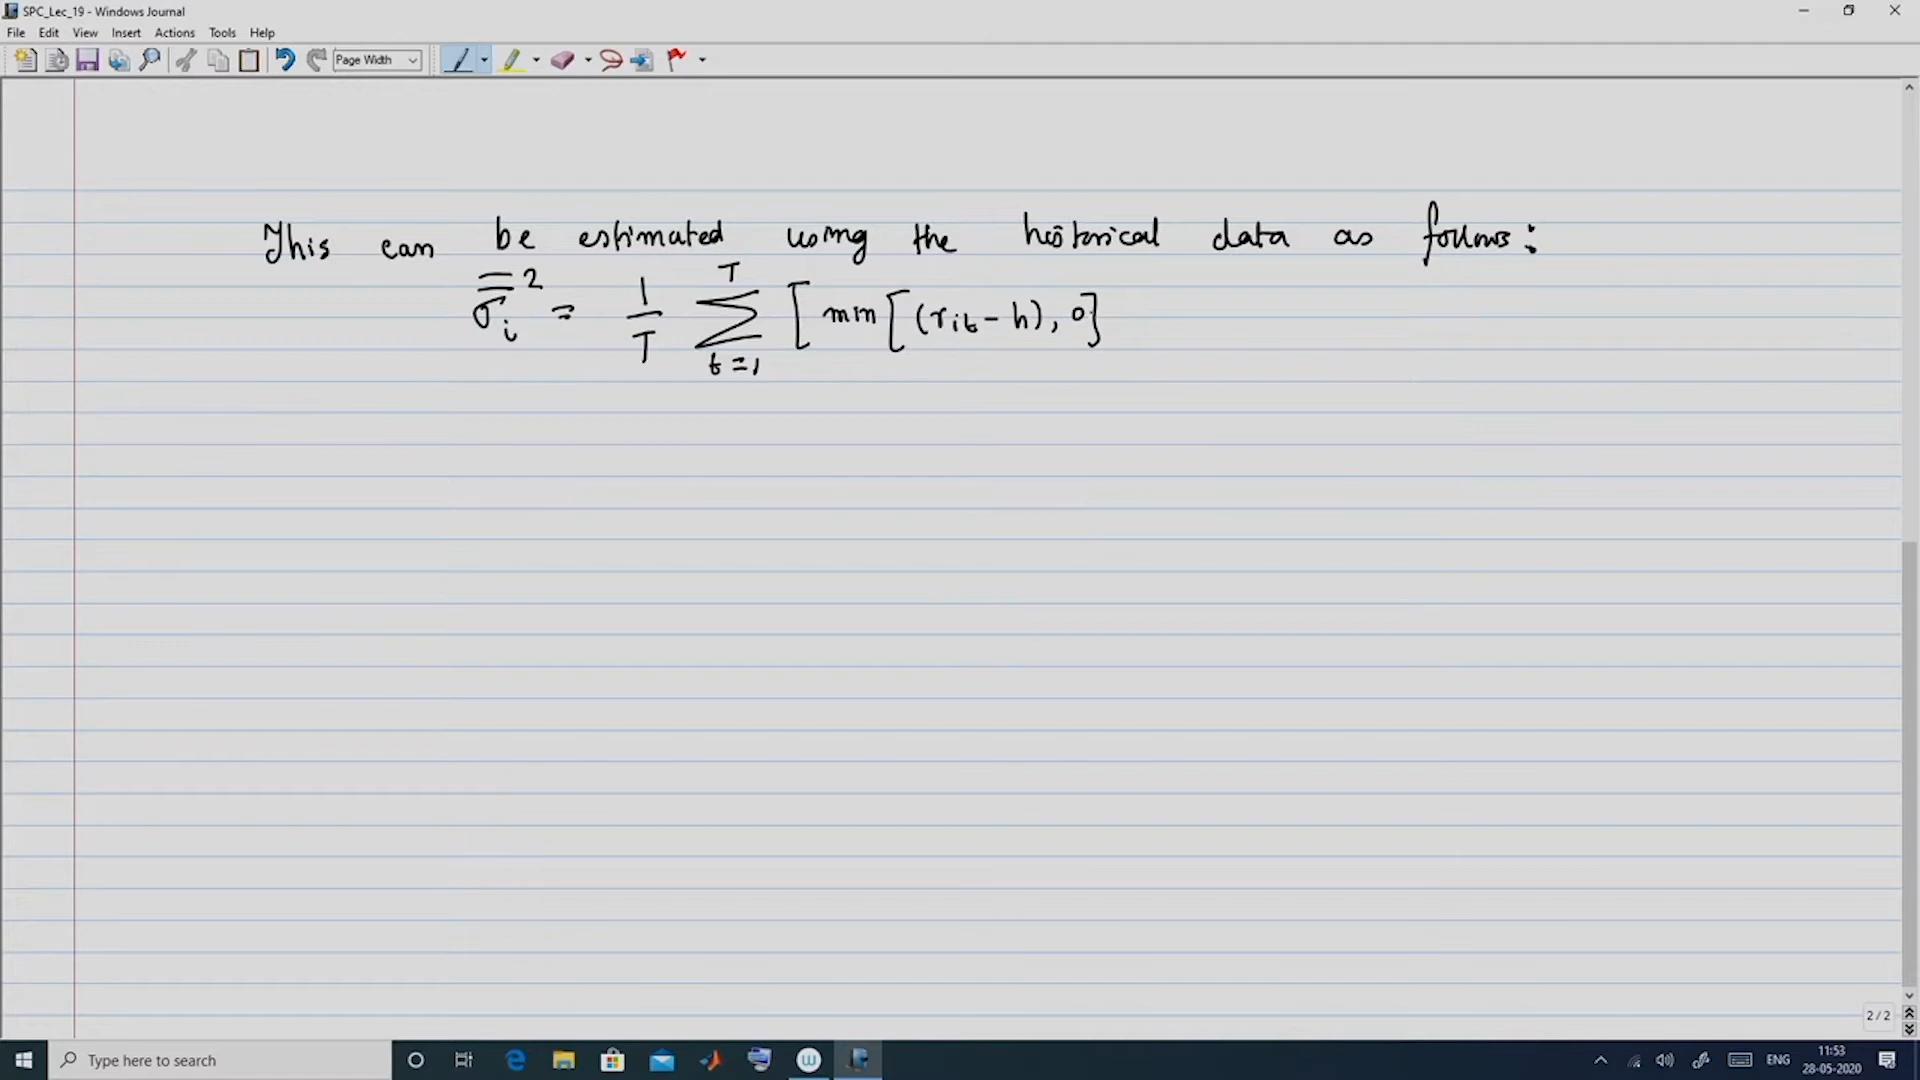 SPC_Lec_19 - Windows Journal
File Edit View Insert Actions Tools Help
Page Width
This can be estimated using the historical data as follows:
σ̿ᵢ² = 1/T Σ_{t=1}^{T} [ min[(r_{it} - h), 0}
2 / 2
Type here to search
ENG
11:53
28-05-2020